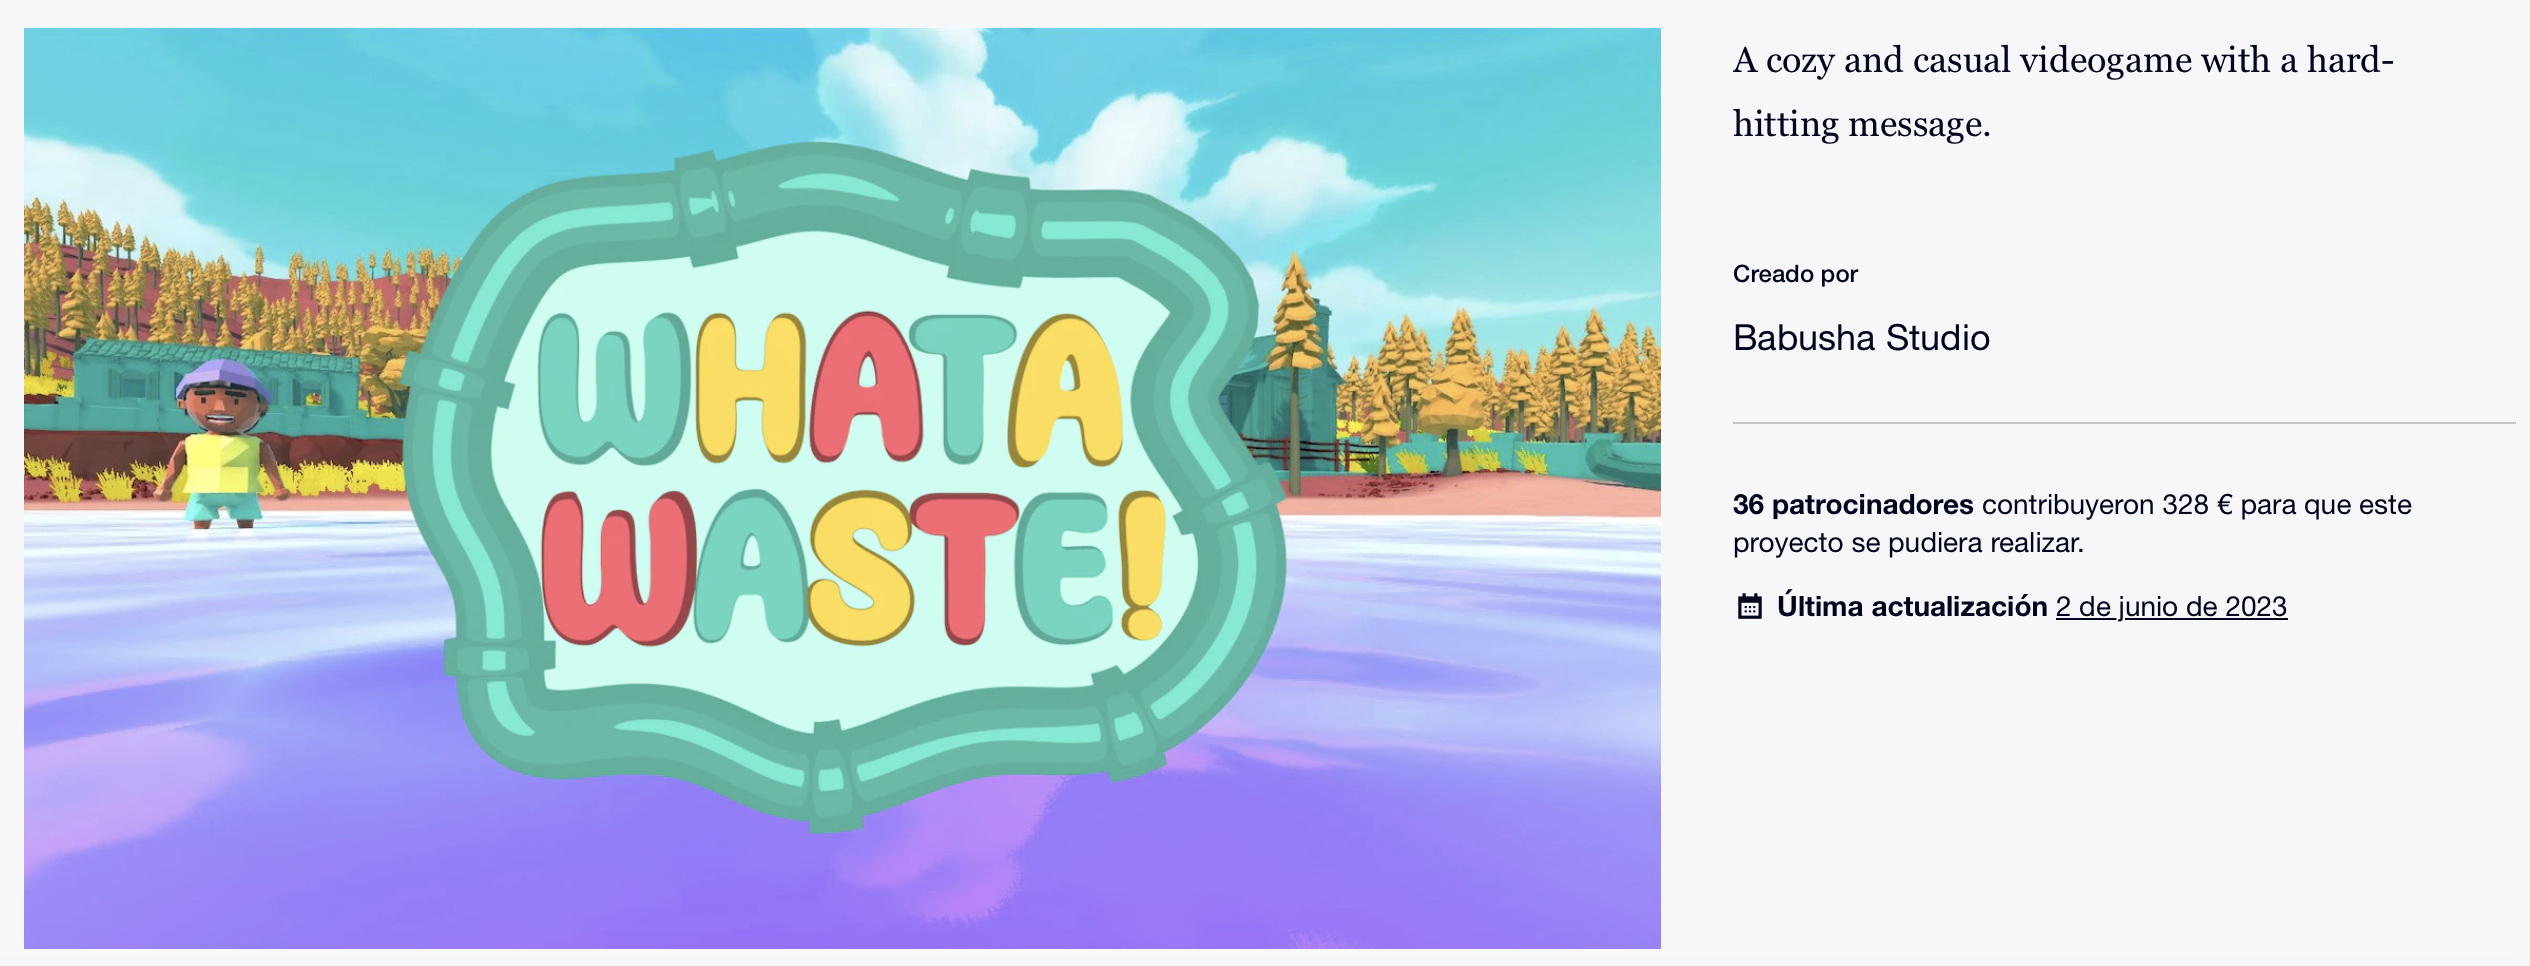 WHATA
WASTE!
A cozy and casual videogame with a hard-
hitting message.
Creado por
Babusha Studio
36 patrocinadores contribuyeron 328 € para que este
proyecto se pudiera realizar.
Última actualización 2 de junio de 2023